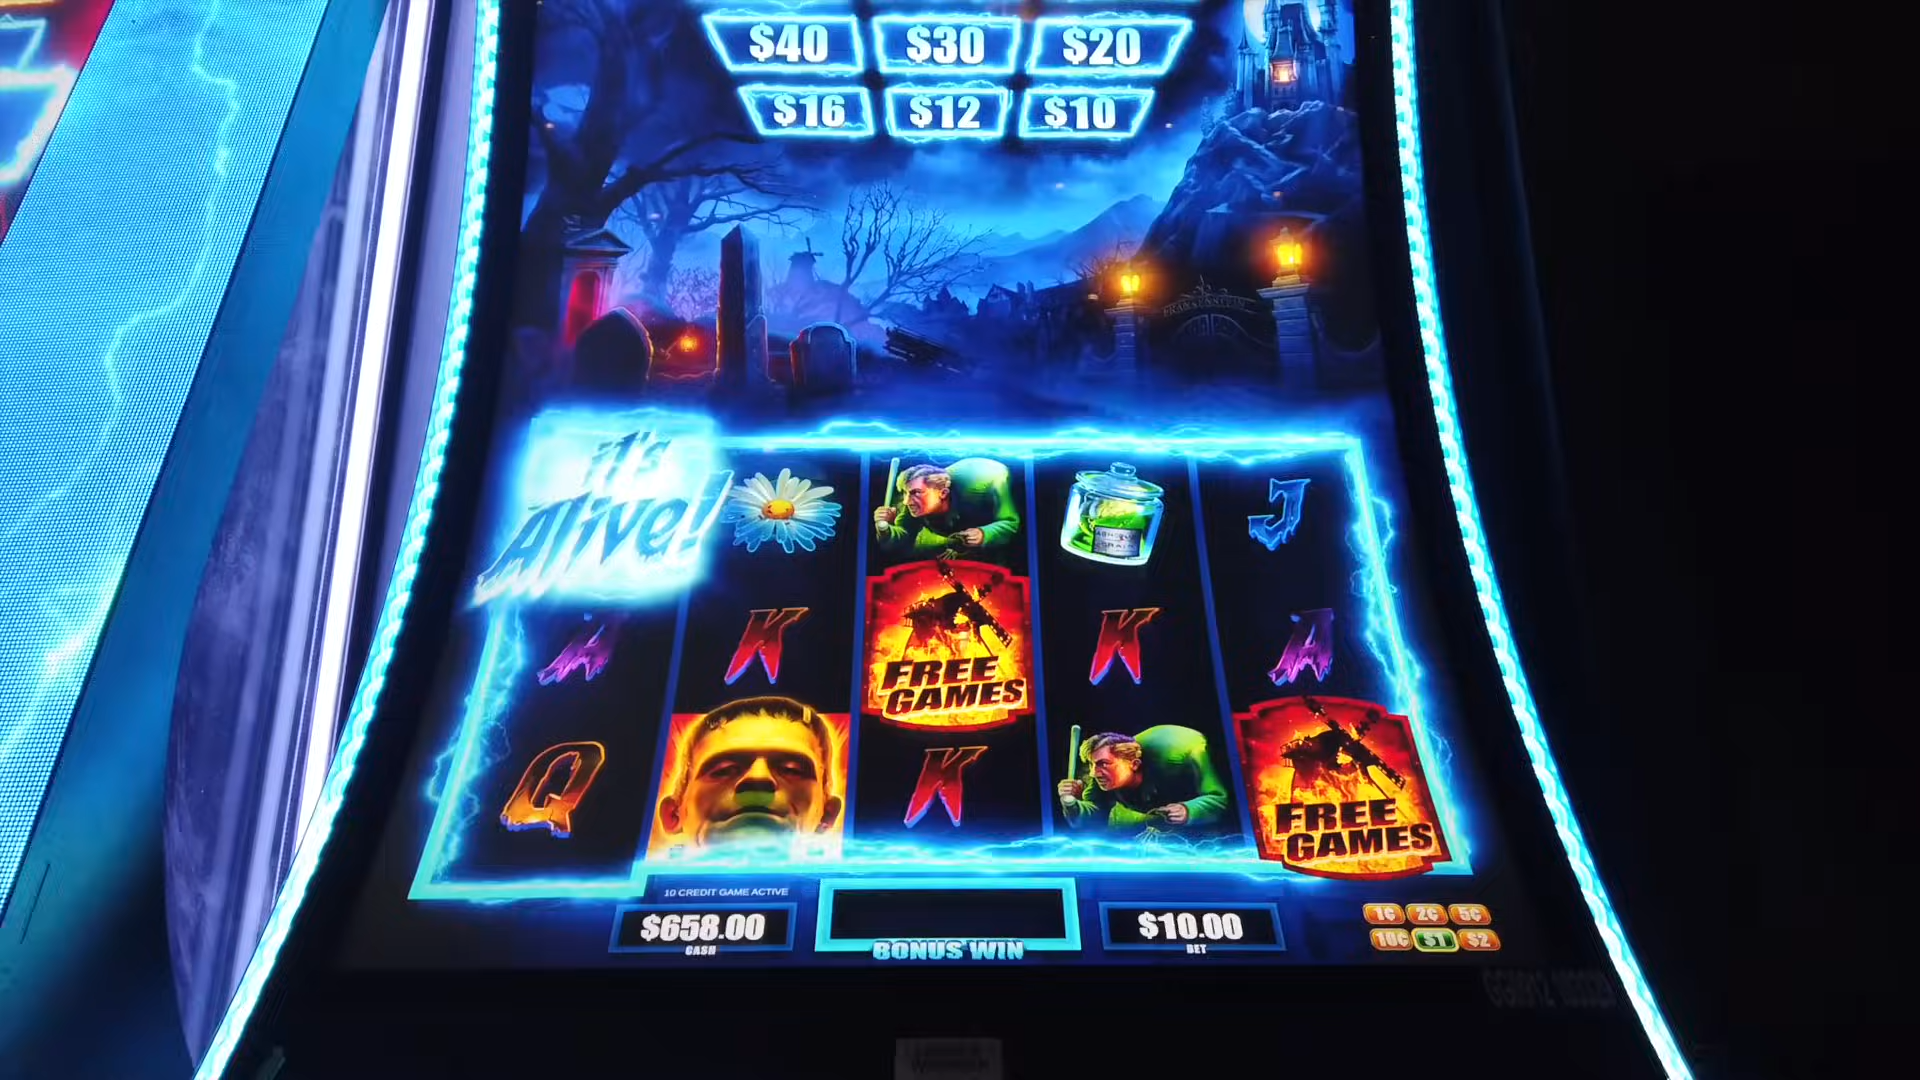 $40 $30 $20
$16 $12 $10
FRANKENSTEIN
it's
Alive!
J
A K FREE GAMES K A
Q K FREE GAMES
10 CREDIT GAME ACTIVE
$658.00
CASH
BONUS WIN
$10.00
BET
1¢ 2¢ 5¢
10¢ $1 $2